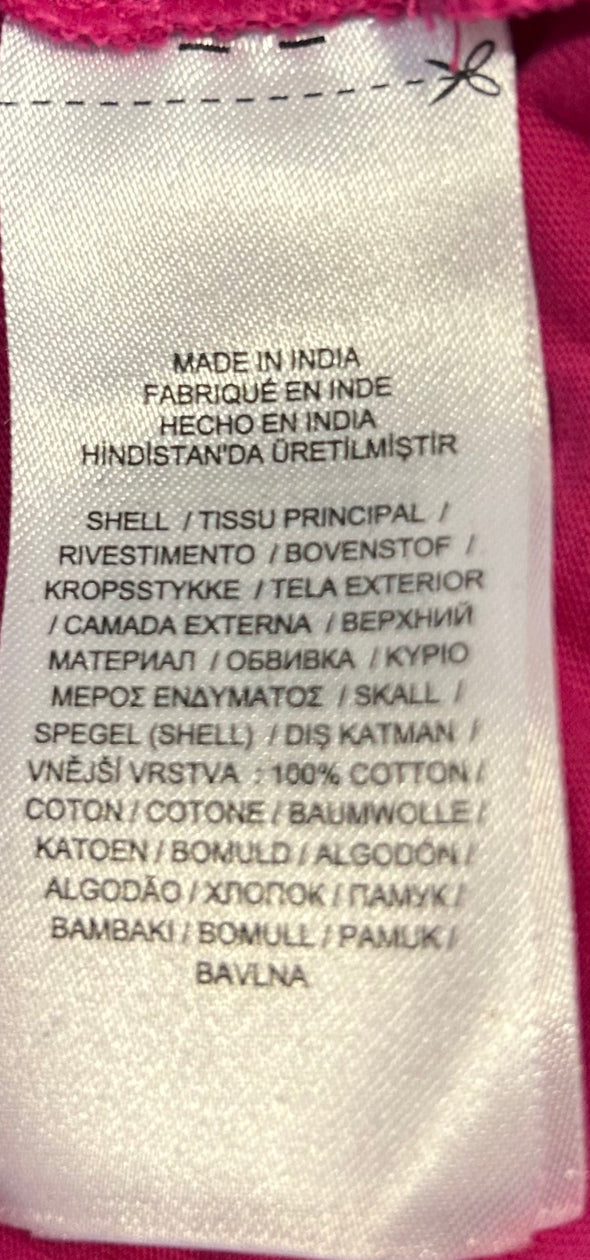 MADE IN INDIA
FABRIQUÉ EN INDE
HECHO EN INDIA
HİNDİSTAN'DA ÜRETİLMİŞTİR
SHELL / TISSU PRINCIPAL /
RIVESTIMENTO / BOVENSTOF /
KROPSSTYKKE / TELA EXTERIOR
/ CAMADA EXTERNA / ВЕРХНИЙ
МАТЕРИАЛ / ОБВИВКА / ΚΥΡΙΟ
ΜΕΡΟΣ ΕΝΔΥΜΑΤΟΣ / SKALL /
SPEGEL (SHELL) / DIŞ KATMAN /
VNĚJŠÍ VRSTVA : 100% COTTON /
COTON / COTONE / BAUMWOLLE /
KATOEN / BOMULD / ALGODÓN /
ALGODÃO / ХЛОПОК / ПАМУК /
BAMBAKI / BOMULL / PAMUK /
BAVLNA